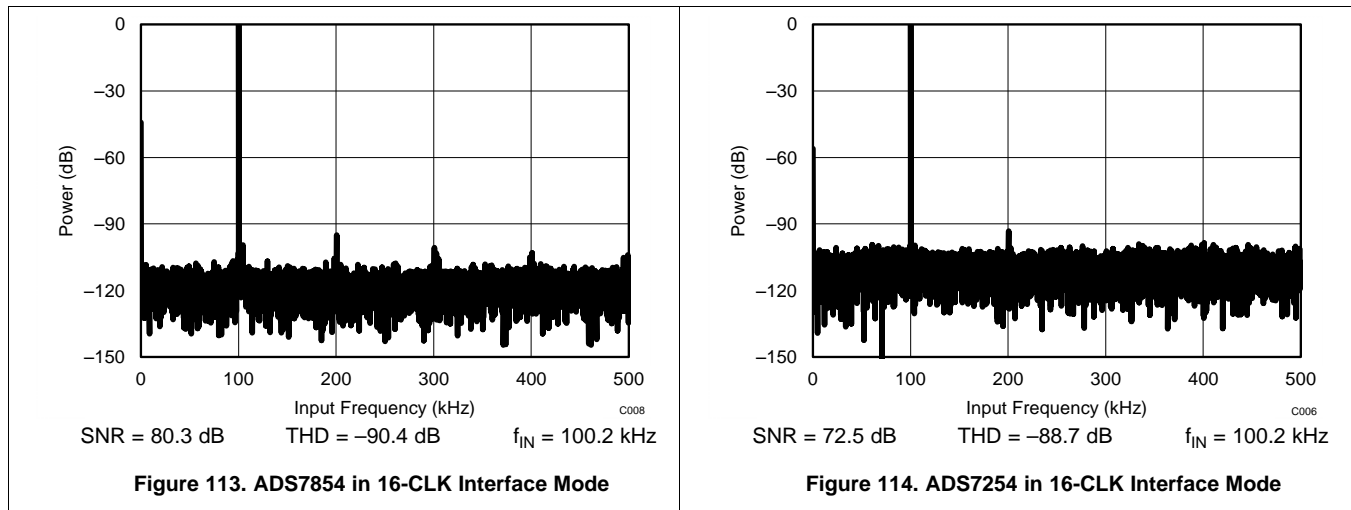 0
–30
–60
–90
–120
–150
Power (dB)
0 100 200 300 400 500
Input Frequency (kHz)
C008
SNR = 80.3 dB THD = –90.4 dB fIN = 100.2 kHz
Figure 113. ADS7854 in 16-CLK Interface Mode
0
–30
–60
–90
–120
–150
Power (dB)
0 100 200 300 400 500
Input Frequency (kHz)
C006
SNR = 72.5 dB THD = –88.7 dB fIN = 100.2 kHz
Figure 114. ADS7254 in 16-CLK Interface Mode